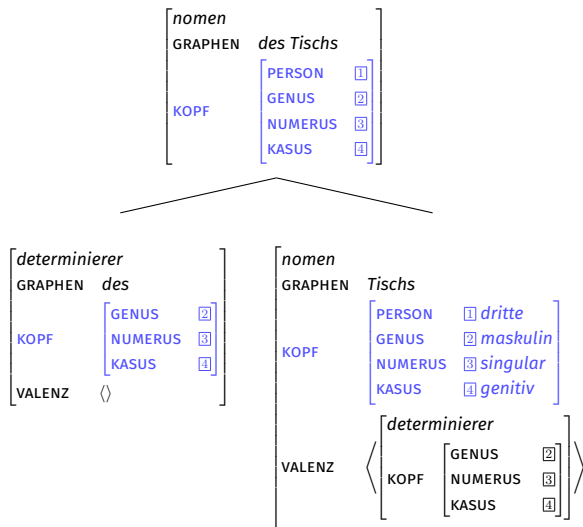 nomen
GRAPHEN des Tischs
PERSON 1
GENUS 2
KOPF
NUMERUS 3
KASUS 4
determinierer
GRAPHEN des
GENUS 2
KOPF NUMERUS 3
KASUS 4
VALENZ ⟨⟩
nomen
GRAPHEN Tischs
PERSON 1 dritte
GENUS 2 maskulin
KOPF
NUMERUS 3 singular
KASUS 4 genitiv
determinierer
GENUS 2
VALENZ ⟨ KOPF NUMERUS 3 ⟩
KASUS 4